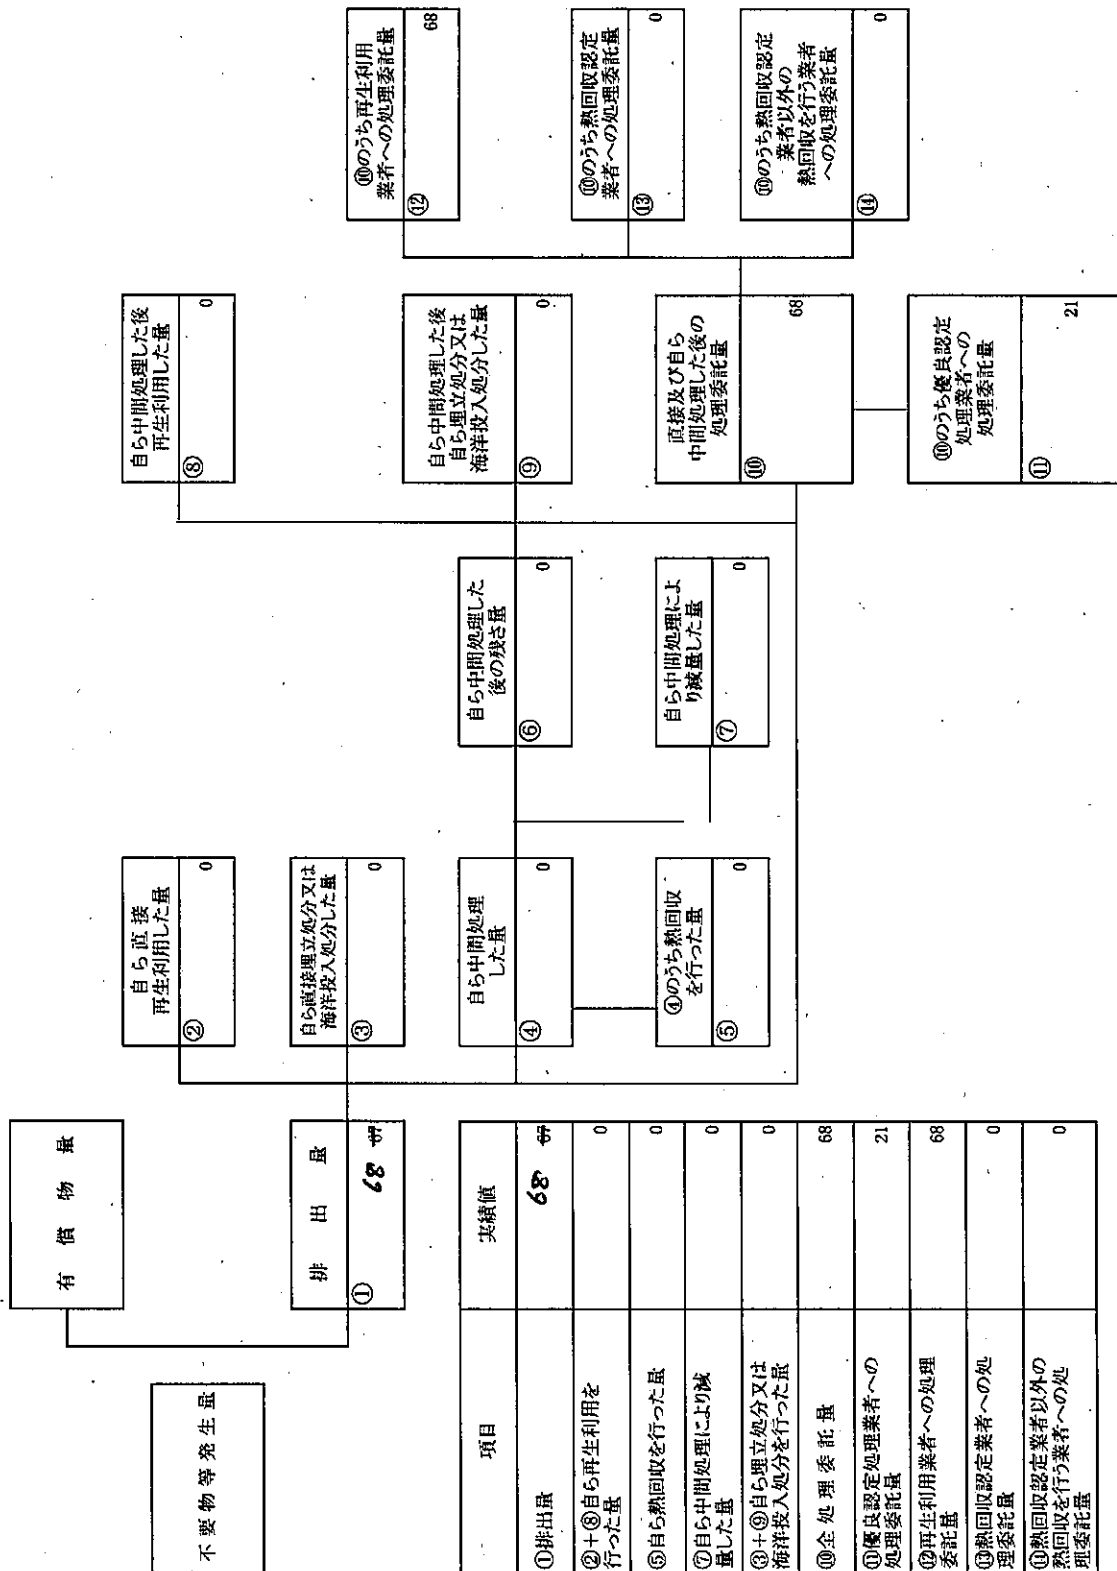 不要物等発生量
有償物量
排出量
①
68 67
自ら直接
再生利用した量
②
0
自ら直接埋立処分又は
海洋投入処分した量
③
0
自ら中間処理
した量
④
0
④のうち熱回収
を行った量
⑤
0
自ら中間処理した
後の残さ量
⑥
0
自ら中間処理によ
り減量した量
⑦
0
自ら中間処理した後
再生利用した量
⑧
0
自ら中間処理した後
自ら埋立処分又は
海洋投入処分した量
⑨
0
直接及び自ら
中間処理した後の
処理委託量
⑩
68
⑩のうち優良認定
処理業者への
処理委託量
⑪
21
⑩のうち再生利用
業者への処理委託量
⑫
68
⑩のうち熱回収認定
業者への処理委託量
⑬
0
⑩のうち熱回収認定
業者以外の
熱回収を行う業者
への処理委託量
⑭
0
項目 実績値
①排出量 68 67
②+⑧自ら再生利用を
行った量 0
⑤自ら熱回収を行った量 0
⑦自ら中間処理により減
量した量 0
③+⑨自ら埋立処分又は
海洋投入処分を行った量 0
⑩全処理委託量 68
⑪優良認定処理業者への
処理委託量 21
⑫再生利用業者への処理
委託量 68
⑬熱回収認定業者への処
理委託量 0
⑭熱回収認定業者以外の
熱回収を行う業者への処
理委託量 0